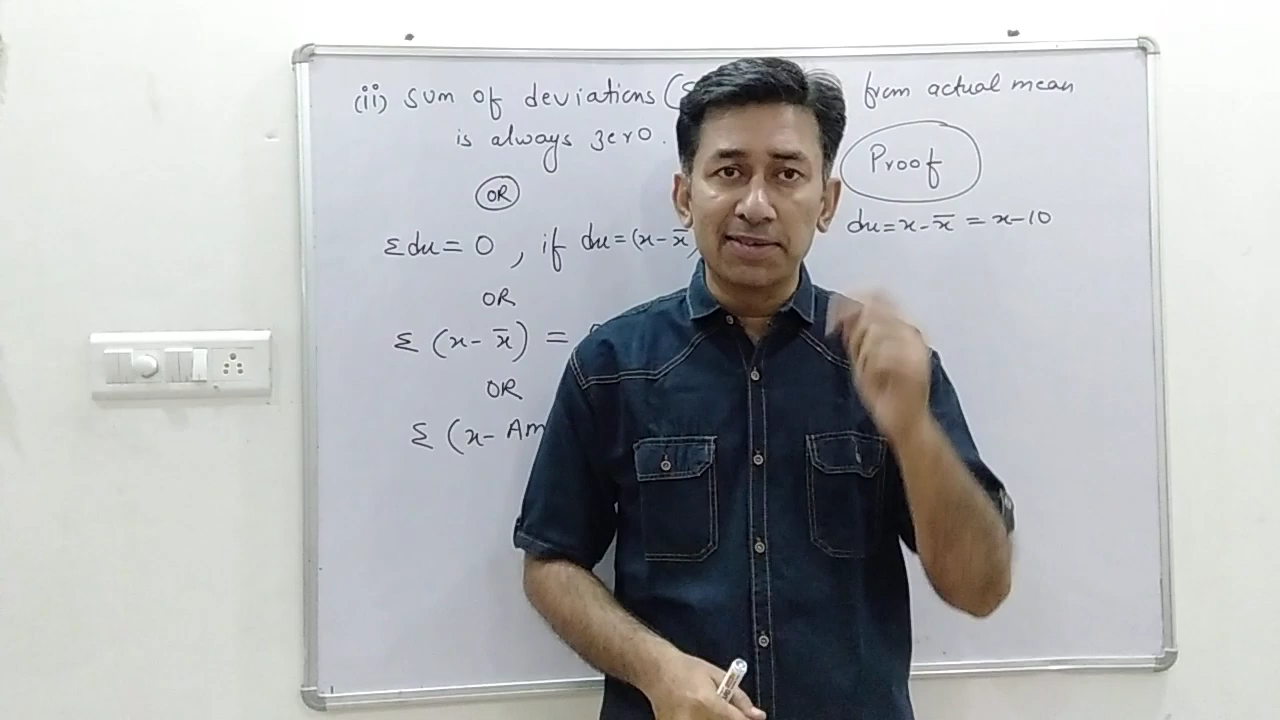 (ii) Sum of deviations ( from actual mean
is always zero.
Proof
OR
dx = x - x̄ = x - 10
Σdx = 0, if dx = (x - x̄
OR
Σ (x - x̄) =
OR
Σ (x - Am